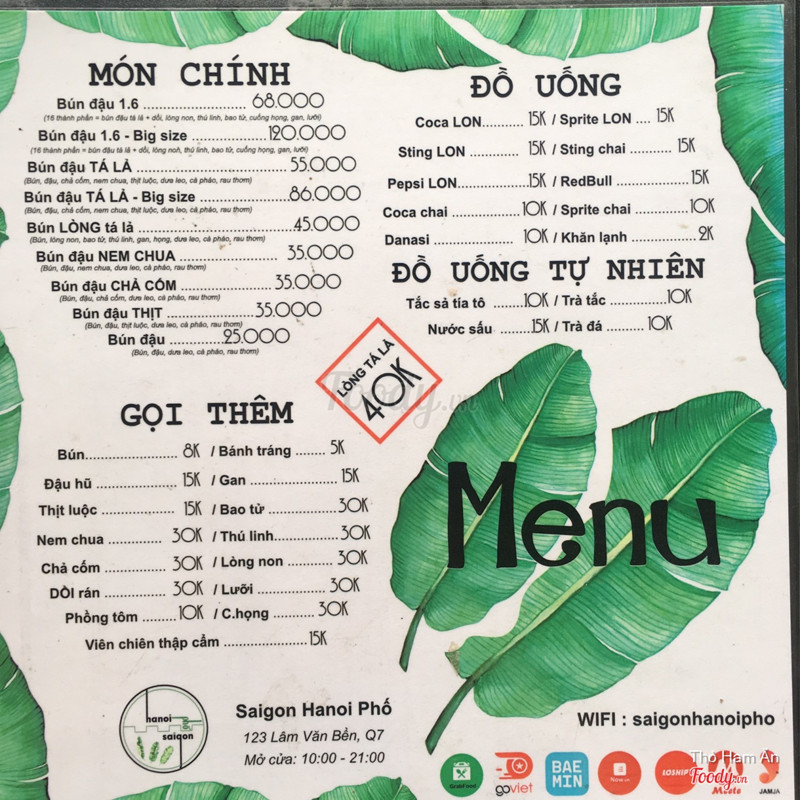 MÓN CHÍNH
Bún đậu 1.6 .................... 68.000
(16 thành phần = bún đậu tá lả + dồi, lòng non, thú linh, bao tử, cuống họng, gan, lưỡi)
Bún đậu 1.6 - Big size ..................... 120.000
(16 thành phần = bún đậu tá lả + dồi, lòng non, thú linh, bao tử, cuống họng, gan, lưỡi)
Bún đậu TÁ LẢ .............................. 55.000
(Bún, đậu, chả cốm, nem chua, thịt luộc, dưa leo, cà pháo, rau thơm)
Bún đậu TÁ LẢ - Big size ................. 86.000
(Bún, đậu, chả cốm, nem chua, thịt luộc, dưa leo, cà pháo, rau thơm)
Bún LÒNG tá lả ........................ 45.000
(Bún, lòng non, bao tử, thú linh, gan, họng, dưa leo, cà pháo, rau thơm)
Bún đậu NEM CHUA ................... 35.000
(Bún, đậu, nem chua, dưa leo, cà pháo, rau thơm)
Bún đậu CHẢ CỐM ................ 35.000
(Bún, đậu, chả cốm, dưa leo, cà pháo, rau thơm)
Bún đậu THỊT ................. 35.000
(Bún, đậu, thịt luộc, dưa leo, cà pháo, rau thơm)
Bún đậu ................ 25.000
(Bún, đậu, dưa leo, cà pháo, rau thơm)
LÒNG TÁ LẢ
40K
GỌI THÊM
Bún................... 8K / Bánh tráng ........ 5K
Đậu hũ ................ 15K / Gan ................... 15K
Thịt luộc ............... 15K / Bao tử ............... 30K
Nem chua ........... 30K / Thú linh.............. 30K
Chả cốm ............. 30K / Lòng non ........... 30K
DỒI rán ............... 30K / Lưỡi ................. 30K
Phồng tôm .......... 10K / C.họng ............ 30K
Viên chiên thập cẩm ..................... 15K
ĐỒ UỐNG
Coca LON......... 15K / Sprite LON .... 15K
Sting LON .......... 15K / Sting chai ........ 15K
Pepsi LON.............. 15K / RedBull ............... 15K
Coca chai .............. 10K / Sprite chai .......... 10K
Danasi ................ 10K / Khăn lạnh ............ 2K
ĐỒ UỐNG TỰ NHIÊN
Tắc sả tía tô ...... 10K / Trà tắc ............ 10K
Nước sấu ........ 15K / Trà đá ........ 10K
Menu
hanoi
phố
saigon
Saigon Hanoi Phố
123 Lâm Văn Bền, Q7
Mở cửa: 10:00 - 21:00
WIFI : saigonhanoipho
GrabFood
goviet
BAE
MIN
Now.vn
LOSHIP
JAMJA
Foody.vn
Tho Ham An
Foody.vn